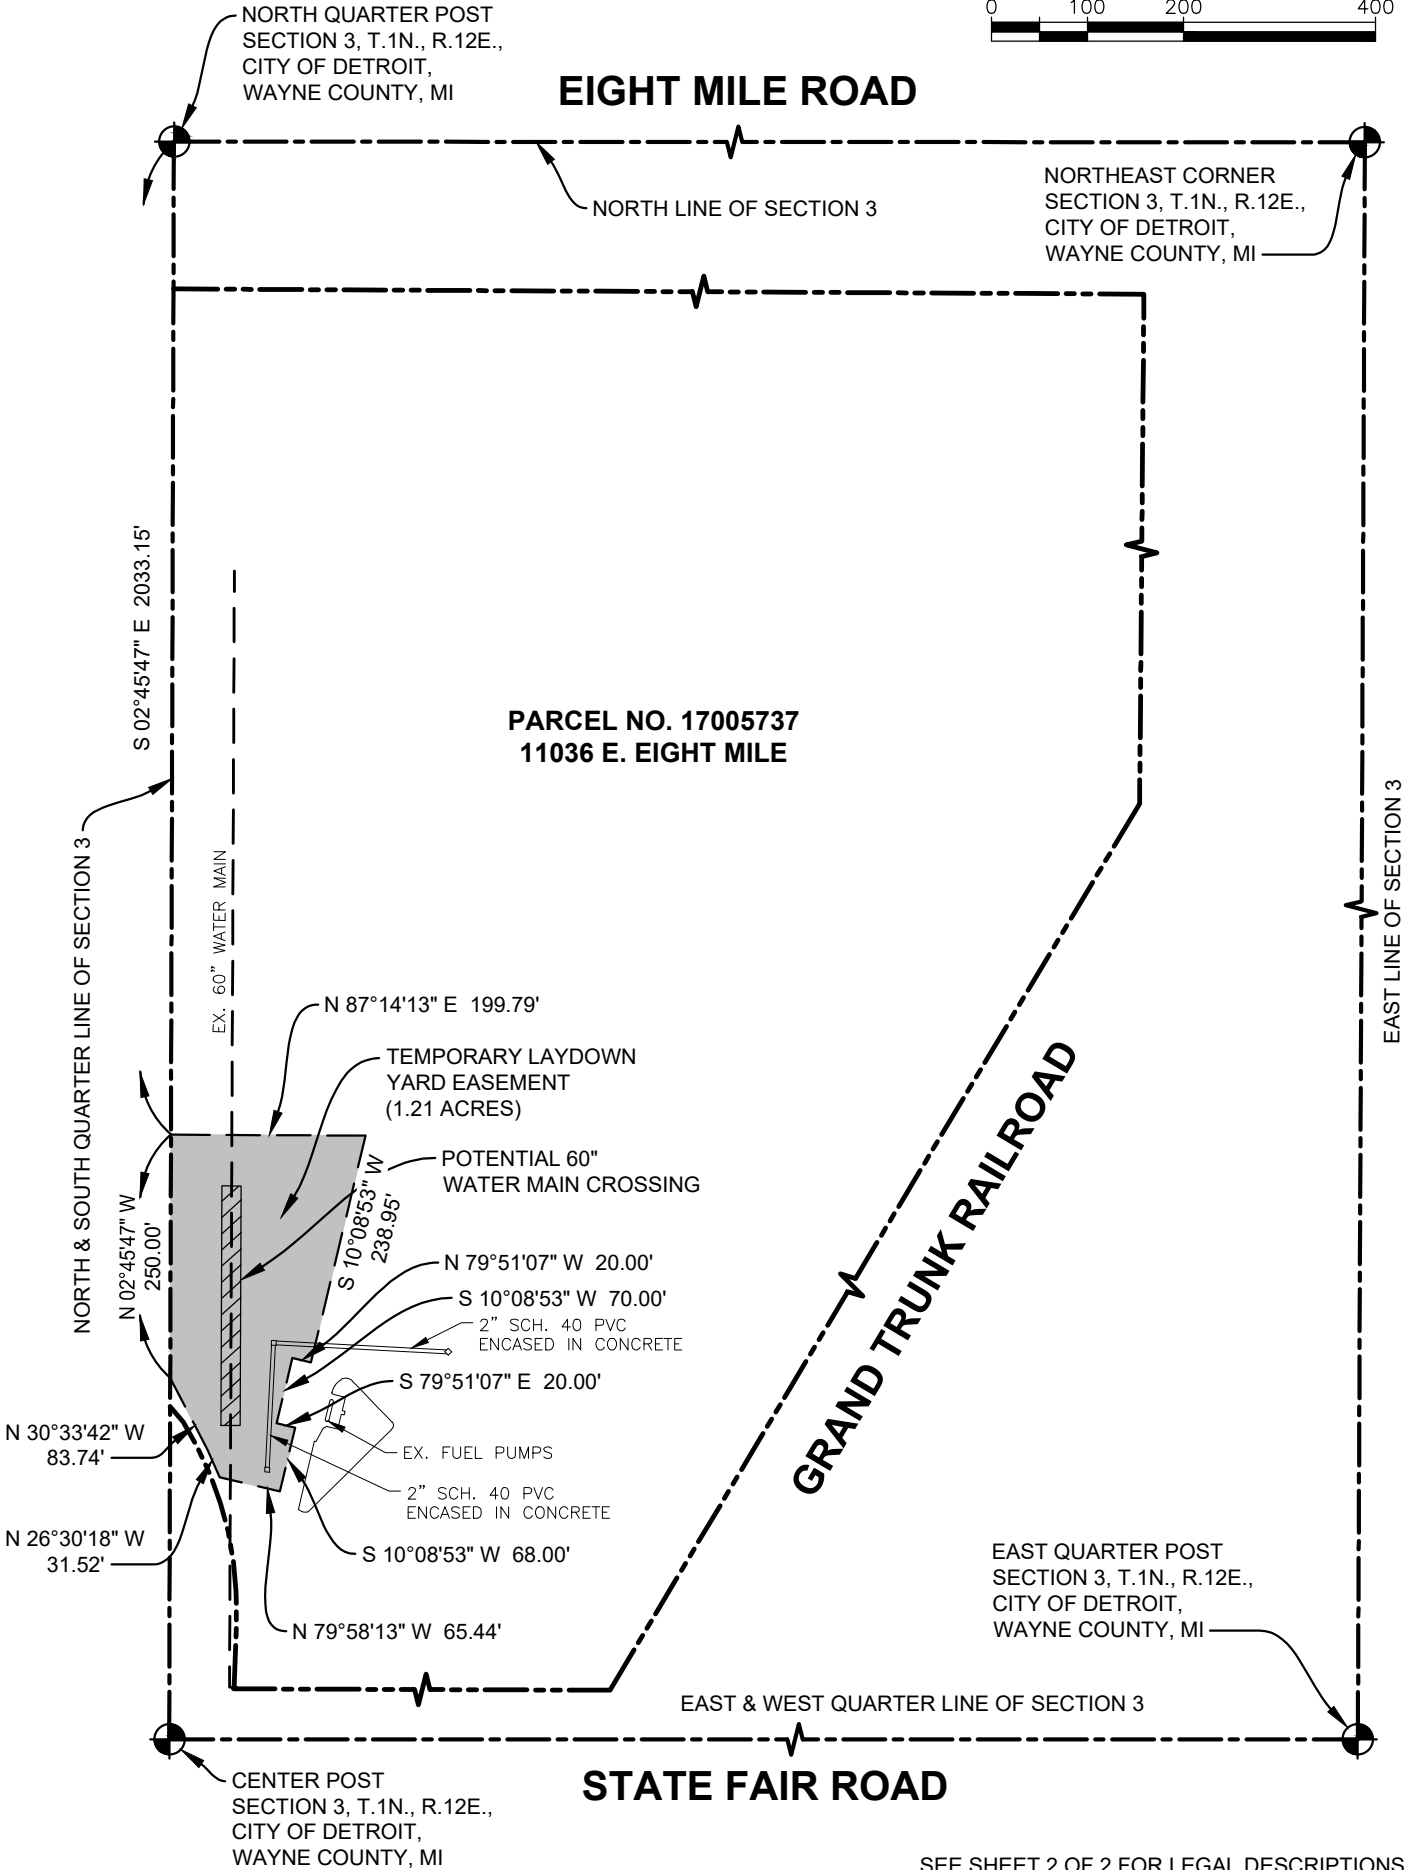 0 100 200 400
NORTH QUARTER POST
SECTION 3, T.1N., R.12E.,
CITY OF DETROIT,
WAYNE COUNTY, MI
EIGHT MILE ROAD
NORTHEAST CORNER
SECTION 3, T.1N., R.12E.,
CITY OF DETROIT,
WAYNE COUNTY, MI
NORTH LINE OF SECTION 3
S 02°45'47" E 2033.15'
PARCEL NO. 17005737
11036 E. EIGHT MILE
NORTH & SOUTH QUARTER LINE OF SECTION 3
EX. 60” WATER MAIN
EAST LINE OF SECTION 3
N 87°14'13" E 199.79'
TEMPORARY LAYDOWN
YARD EASEMENT
(1.21 ACRES)
POTENTIAL 60"
WATER MAIN CROSSING
N 02°45'47" W
250.00'
S 10°08'53" W
238.95'
N 79°51'07" W 20.00'
S 10°08'53" W 70.00'
2” SCH. 40 PVC
ENCASED IN CONCRETE
S 79°51'07" E 20.00'
GRAND TRUNK RAILROAD
N 30°33'42" W
83.74'
EX. FUEL PUMPS
2” SCH. 40 PVC
ENCASED IN CONCRETE
N 26°30'18" W
31.52'
S 10°08'53" W 68.00'
N 79°58'13" W 65.44'
EAST QUARTER POST
SECTION 3, T.1N., R.12E.,
CITY OF DETROIT,
WAYNE COUNTY, MI
EAST & WEST QUARTER LINE OF SECTION 3
STATE FAIR ROAD
CENTER POST
SECTION 3, T.1N., R.12E.,
CITY OF DETROIT,
WAYNE COUNTY, MI
SEE SHEET 2 OF 2 FOR LEGAL DESCRIPTIONS